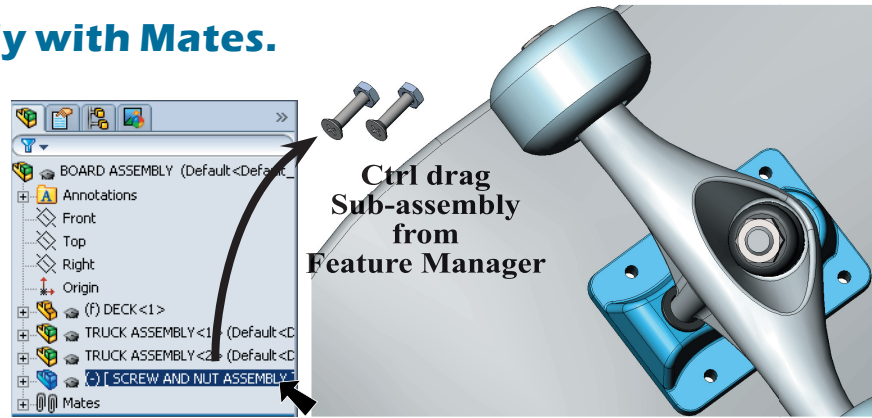 y with Mates.
»
BOARD ASSEMBLY (Default<Default_
A Annotations
Front
Top
Right
Origin
(f) DECK<1>
TRUCK ASSEMBLY<1> (Default<D
TRUCK ASSEMBLY<2> (Default<D
(-) [ SCREW AND NUT ASSEMBLY ]
Mates
Ctrl drag
Sub-assembly
from
Feature Manager